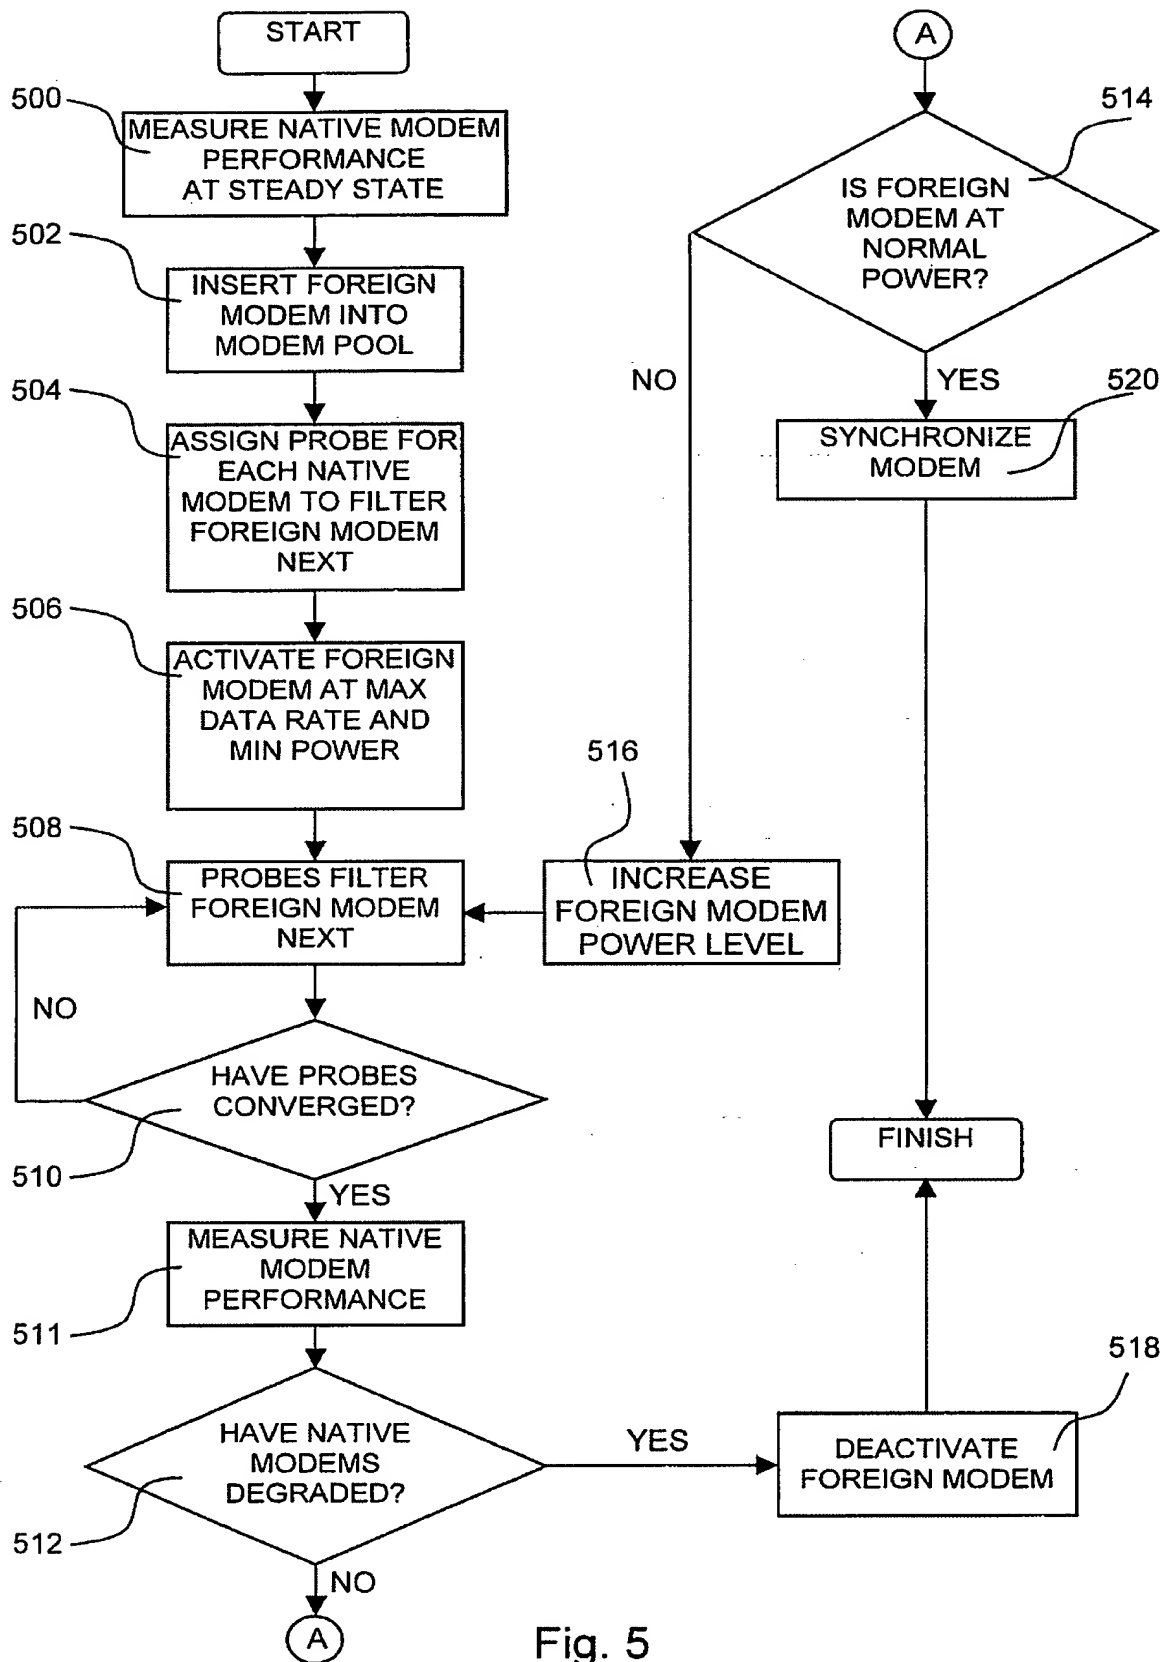 START
500
MEASURE NATIVE MODEM
PERFORMANCE
AT STEADY STATE
502
INSERT FOREIGN
MODEM INTO
MODEM POOL
504
ASSIGN PROBE FOR
EACH NATIVE
MODEM TO FILTER
FOREIGN MODEM
NEXT
506
ACTIVATE FOREIGN
MODEM AT MAX
DATA RATE AND
MIN POWER
508
PROBES FILTER
FOREIGN MODEM
NEXT
NO
HAVE PROBES
CONVERGED?
510
YES
MEASURE NATIVE
MODEM
PERFORMANCE
511
HAVE NATIVE
MODEMS
DEGRADED?
512
YES
NO
A
A
514
IS FOREIGN
MODEM AT
NORMAL
POWER?
NO
YES
520
SYNCHRONIZE
MODEM
516
INCREASE
FOREIGN MODEM
POWER LEVEL
FINISH
518
DEACTIVATE
FOREIGN MODEM
Fig. 5